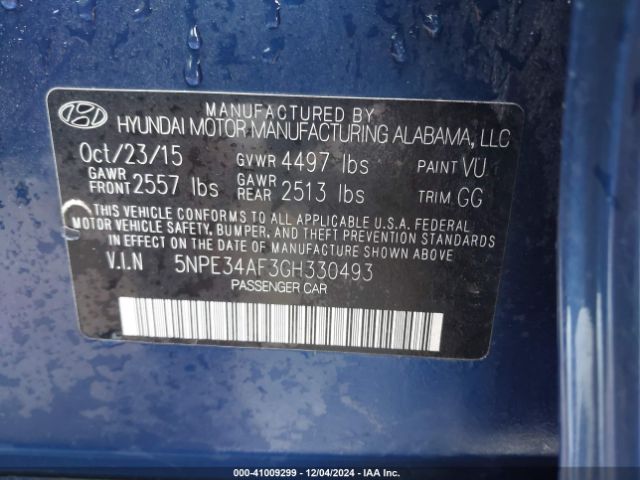 MANUFACTURED BY
HYUNDAI MOTOR MANUFACTURING ALABAMA, LLC
Oct/23/15 GVWR 4497 lbs PAINT VU
GAWR FRONT 2557 lbs GAWR REAR 2513 lbs TRIM GG
THIS VEHICLE CONFORMS TO ALL APPLICABLE U.S.A. FEDERAL
MOTOR VEHICLE SAFETY, BUMPER, AND THEFT PREVENTION STANDARDS
IN EFFECT ON THE DATE OF MANUFACTURE SHOWN ABOVE
V.I.N 5NPE34AF3GH330493
PASSENGER CAR
000-41009299 - 12/04/2024 - IAA Inc.